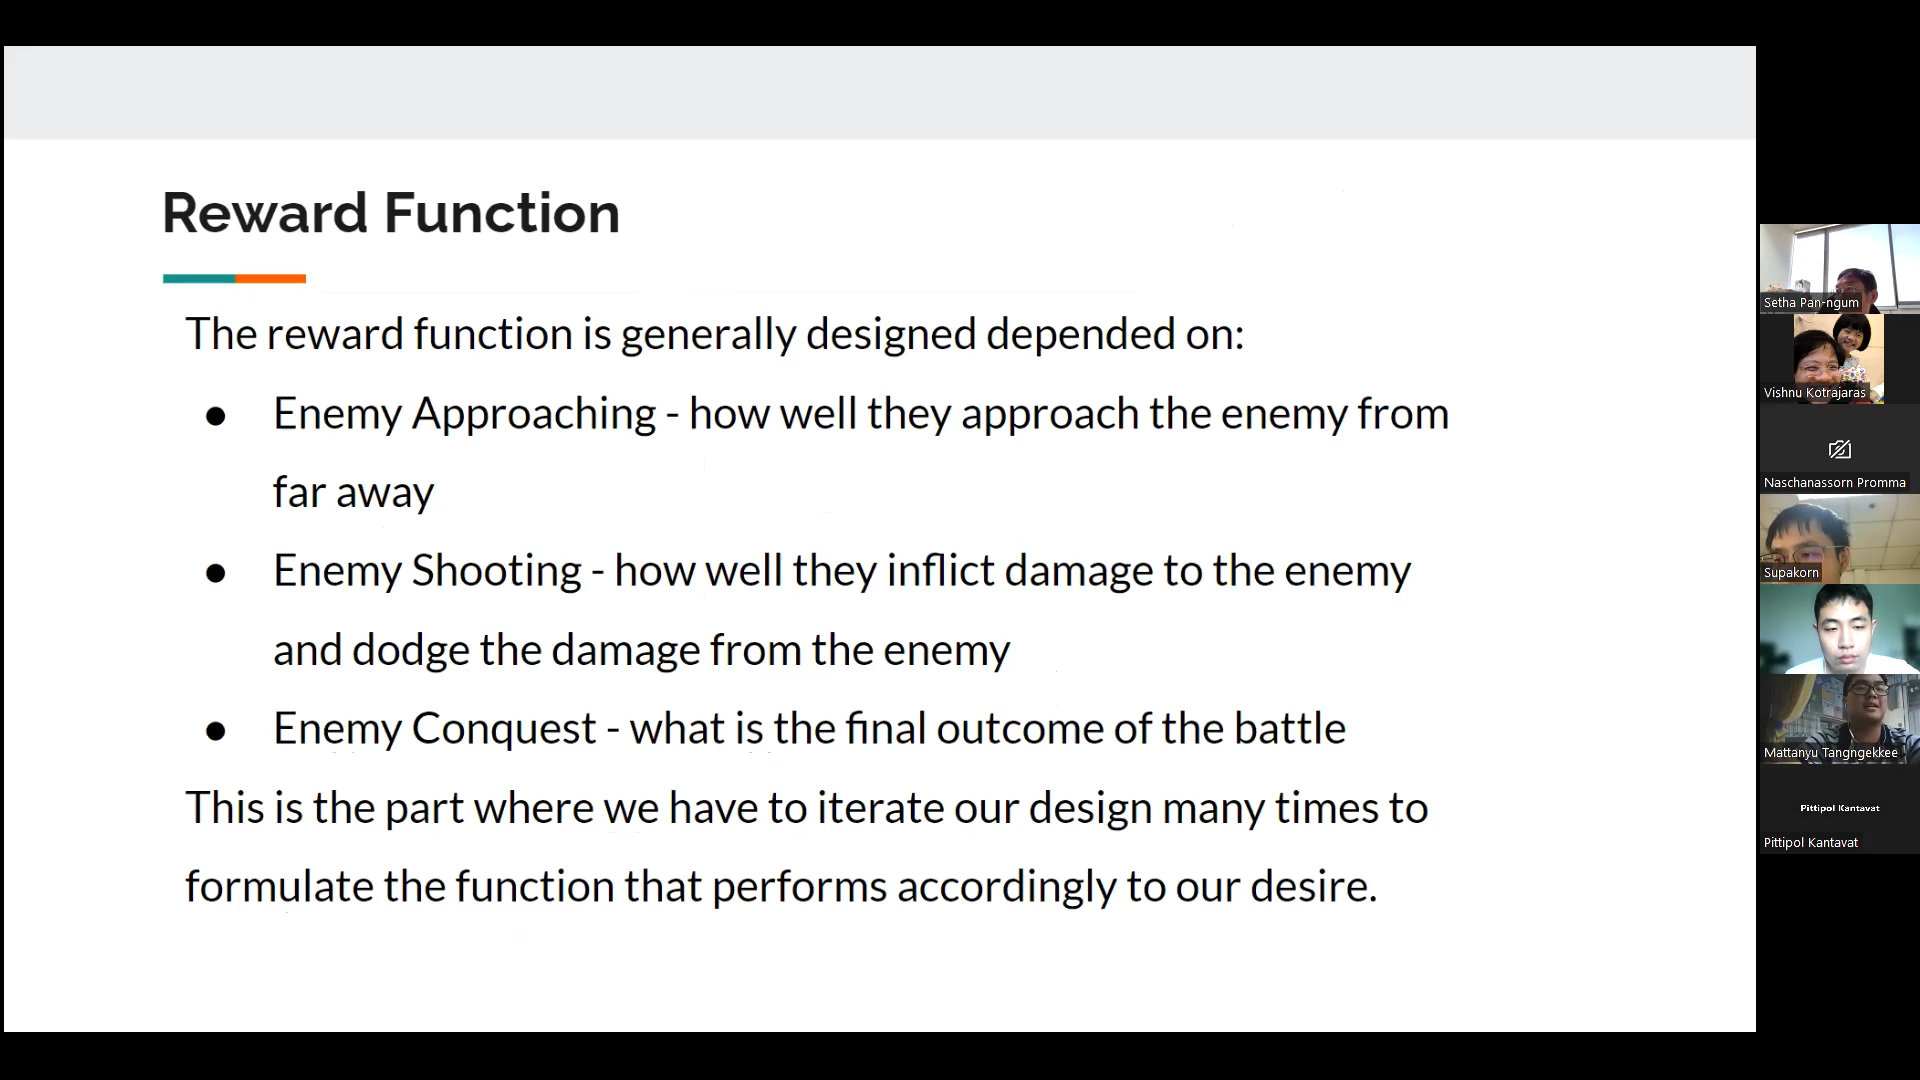 Reward Function
The reward function is generally designed depended on:
● Enemy Approaching - how well they approach the enemy from
far away
● Enemy Shooting - how well they inflict damage to the enemy
and dodge the damage from the enemy
● Enemy Conquest - what is the final outcome of the battle
This is the part where we have to iterate our design many times to
formulate the function that performs accordingly to our desire.
Setha Pan-ngum
Vishnu Kotrajaras
Naschanassorn Promma
Supakorn
Mattanyu Tangngekkee
Pittipol Kantavat
Pittipol Kantavat